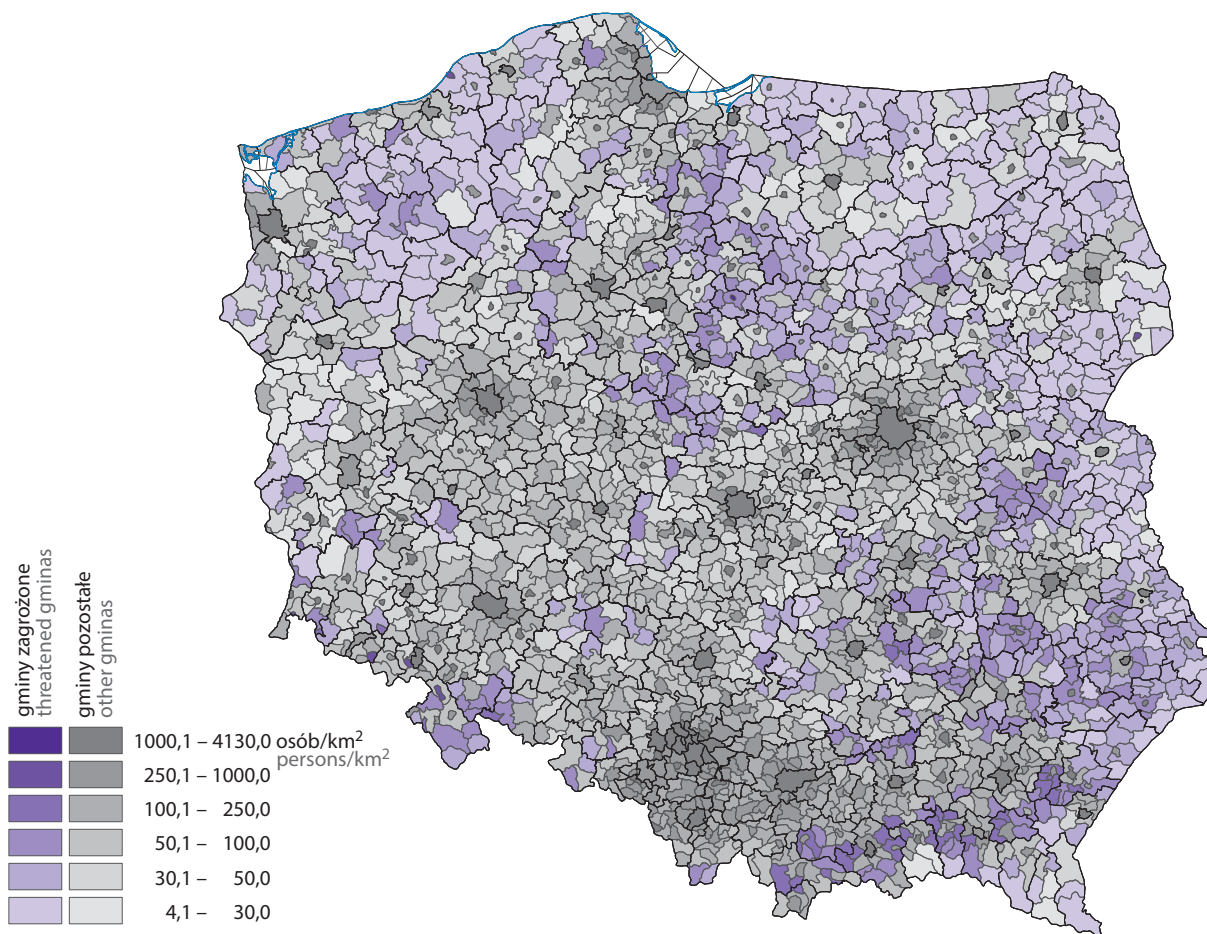 gminy zagrożone
threatened gminas
gminy pozostałe
other gminas
1000,1 – 4130,0 osób/km²
persons/km²
250,1 – 1000,0
100,1 – 250,0
50,1 – 100,0
30,1 – 50,0
4,1 – 30,0